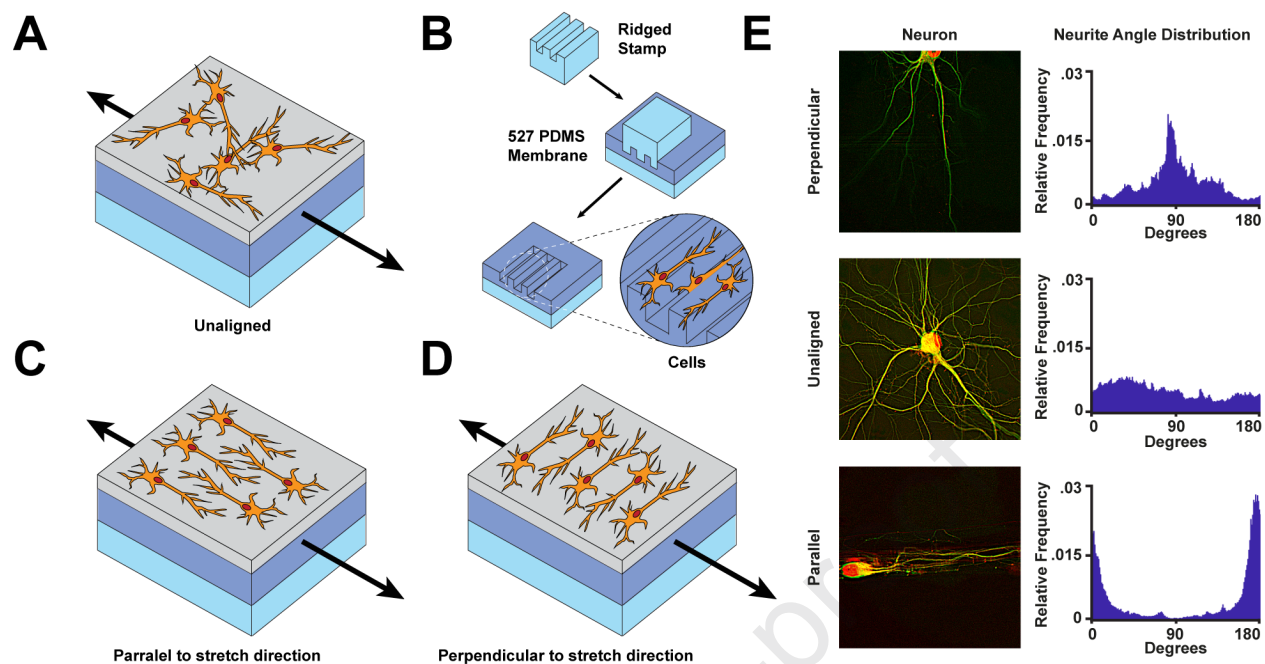 A
Unaligned
B
Ridged
Stamp
527 PDMS
Membrane
Cells
C
Parralel to stretch direction
D
Perpendicular to stretch direction
E
Neuron
Neurite Angle Distribution
Perpendicular
Relative Frequency
.03
.015
0
0
90
180
Degrees
Unaligned
Relative Frequency
.03
.015
0
0
90
180
Degrees
Parallel
Relative Frequency
.03
.015
0
0
90
180
Degrees